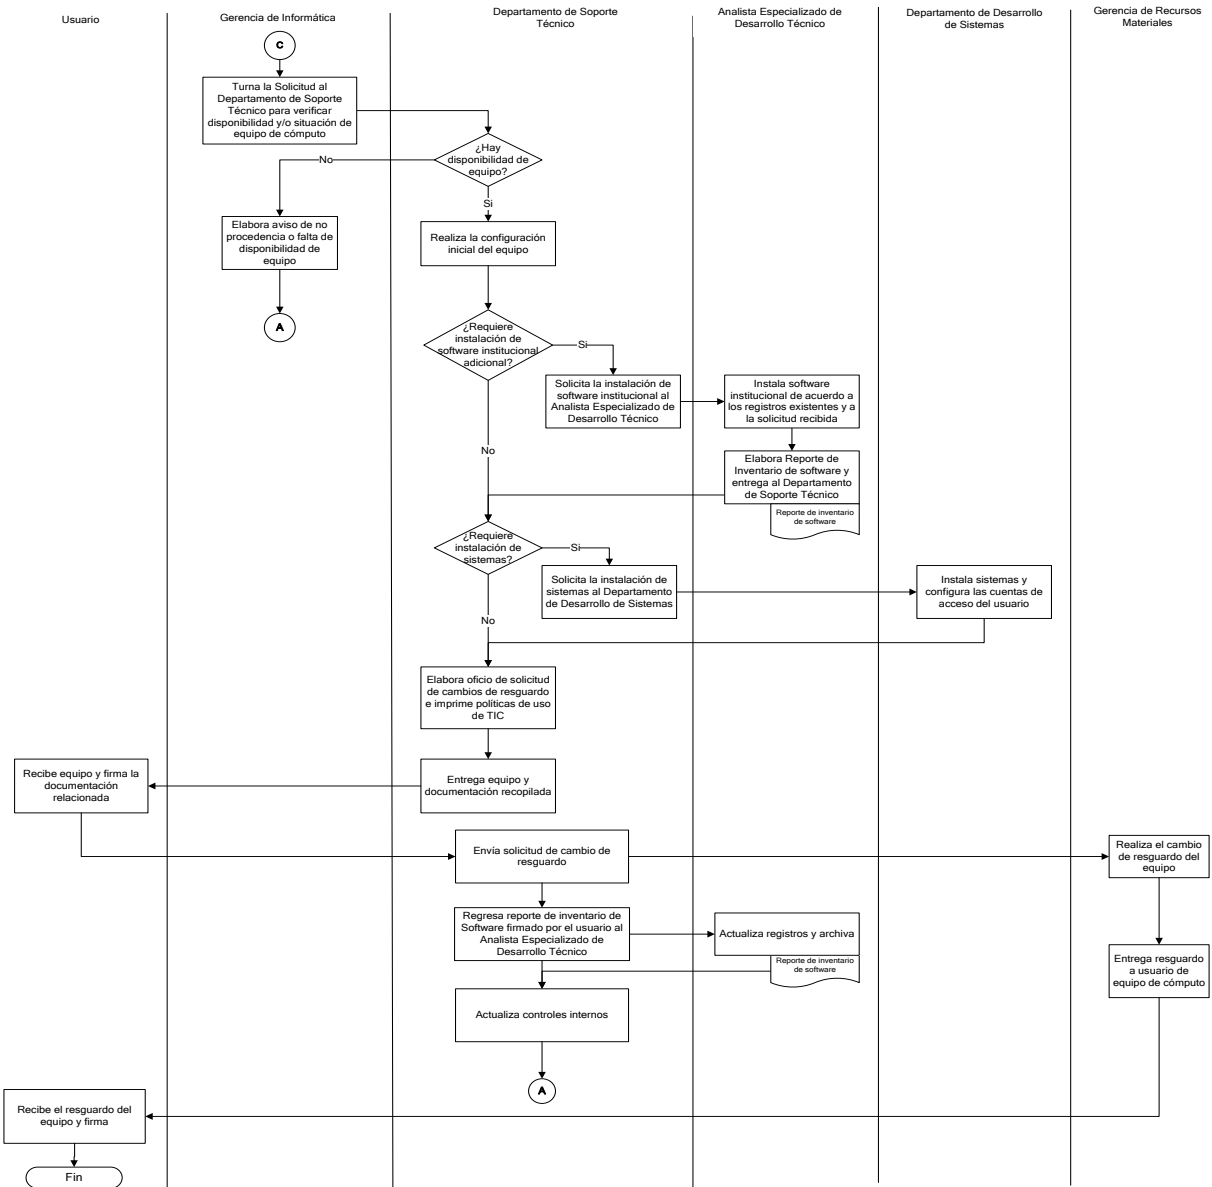 Usuario
Gerencia de Informática
Departamento de Soporte
Técnico
Analista Especializado de
Desarrollo Técnico
Departamento de Desarrollo
de Sistemas
Gerencia de Recursos
Materiales
C
Turna la Solicitud al
Departamento de Soporte
Técnico para verificar
disponibilidad y/o situación de
equipo de cómputo
¿Hay
disponibilidad de
equipo?
No
Si
Elabora aviso de no
procedencia o falta de
disponibilidad de
equipo
Realiza la configuración
inicial del equipo
A
¿Requiere
instalación de
software institucional
adicional?
Si
Solicita la instalación de
software institucional al
Analista Especializado de
Desarrollo Técnico
Instala software
institucional de acuerdo a
los registros existentes y a
la solicitud recibida
No
Elabora Reporte de
Inventario de software y
entrega al Departamento
de Soporte Técnico
Reporte de inventario
de software
¿Requiere
instalación de
sistemas?
Si
Solicita la instalación de
sistemas al Departamento
de Desarrollo de Sistemas
Instala sistemas y
configura las cuentas de
acceso del usuario
No
Elabora oficio de solicitud
de cambios de resguardo
e imprime políticas de uso
de TIC
Recibe equipo y firma la
documentación
relacionada
Entrega equipo y
documentación recopilada
Envía solicitud de cambio de
resguardo
Realiza el cambio
de resguardo del
equipo
Regresa reporte de inventario de
Software firmado por el usuario al
Analista Especializado de
Desarrollo Técnico
Actualiza registros y archiva
Reporte de inventario
de software
Entrega resguardo
a usuario de
equipo de cómputo
Actualiza controles internos
A
Recibe el resguardo del
equipo y firma
Fin